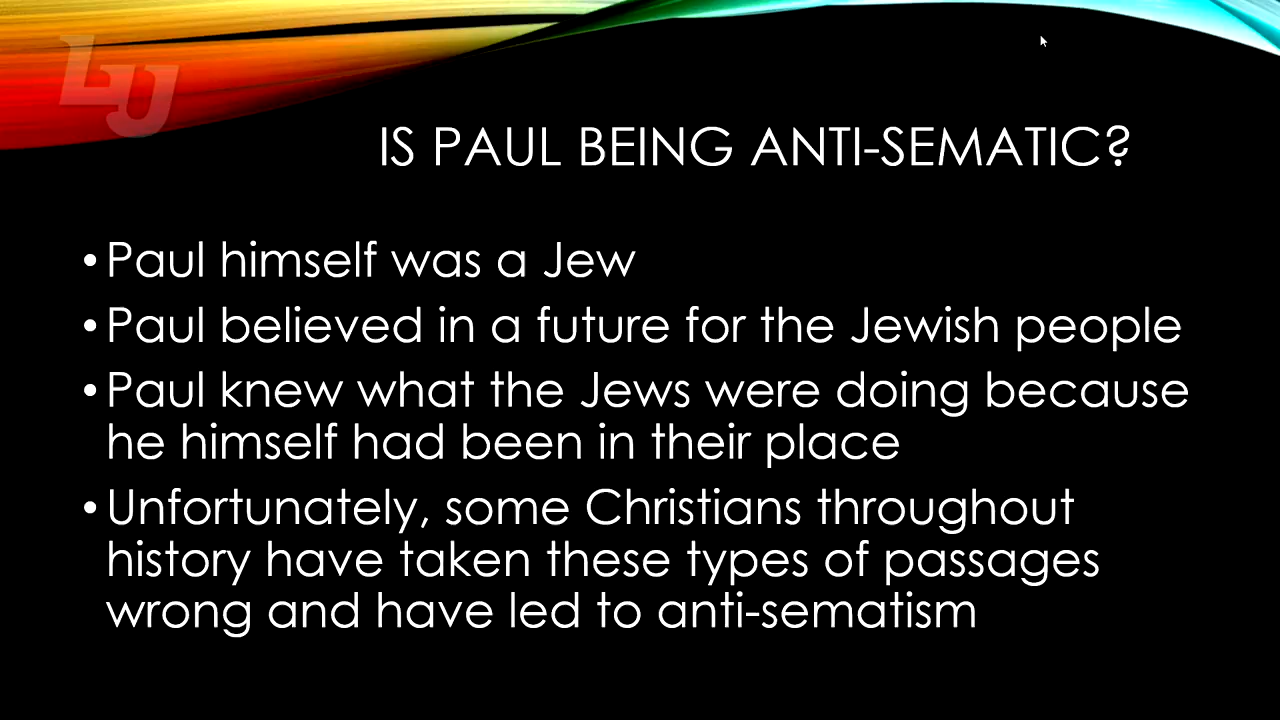 LU
IS PAUL BEING ANTI-SEMATIC?
• Paul himself was a Jew
• Paul believed in a future for the Jewish people
• Paul knew what the Jews were doing because
he himself had been in their place
• Unfortunately, some Christians throughout
history have taken these types of passages
wrong and have led to anti-sematism